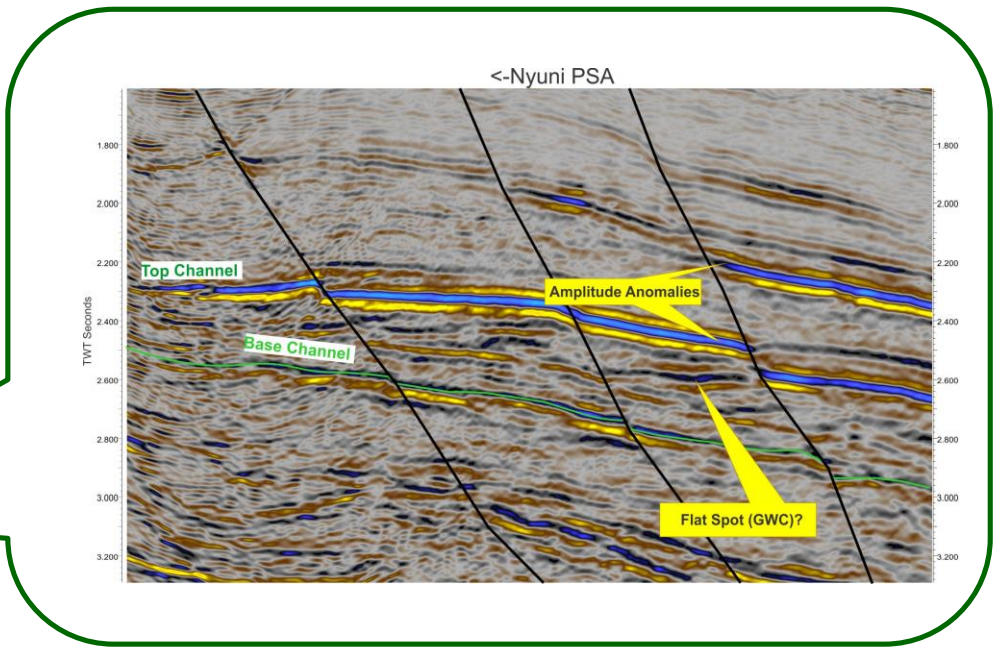 <-Nyuni PSA
1.800
1.800
2.000
2.000
2.200
2.200
Top Channel
Amplitude Anomalies
2.400
2.400
TWT Seconds
Base Channel
2.600
2.600
2.800
2.800
3.000
3.000
Flat Spot (GWC)?
3.200
3.200